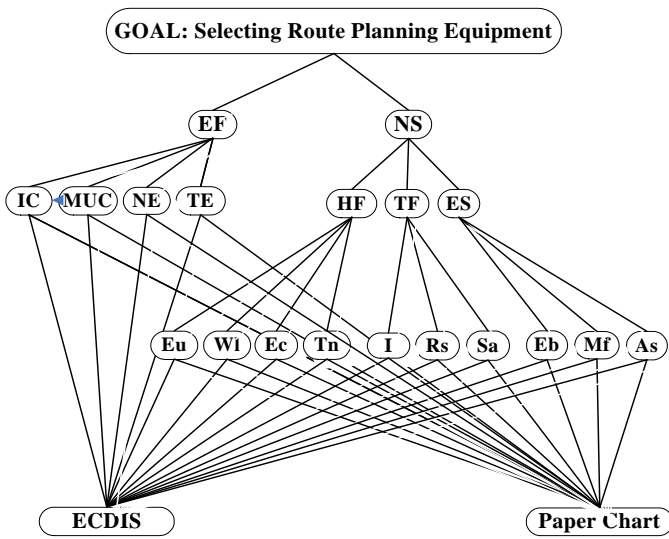 GOAL: Selecting Route Planning Equipment
EF NS
IC MUC NE TE HF TF ES
Eu Wi Ec Tn I Rs Sa Eb Mf As
ECDIS Paper Chart